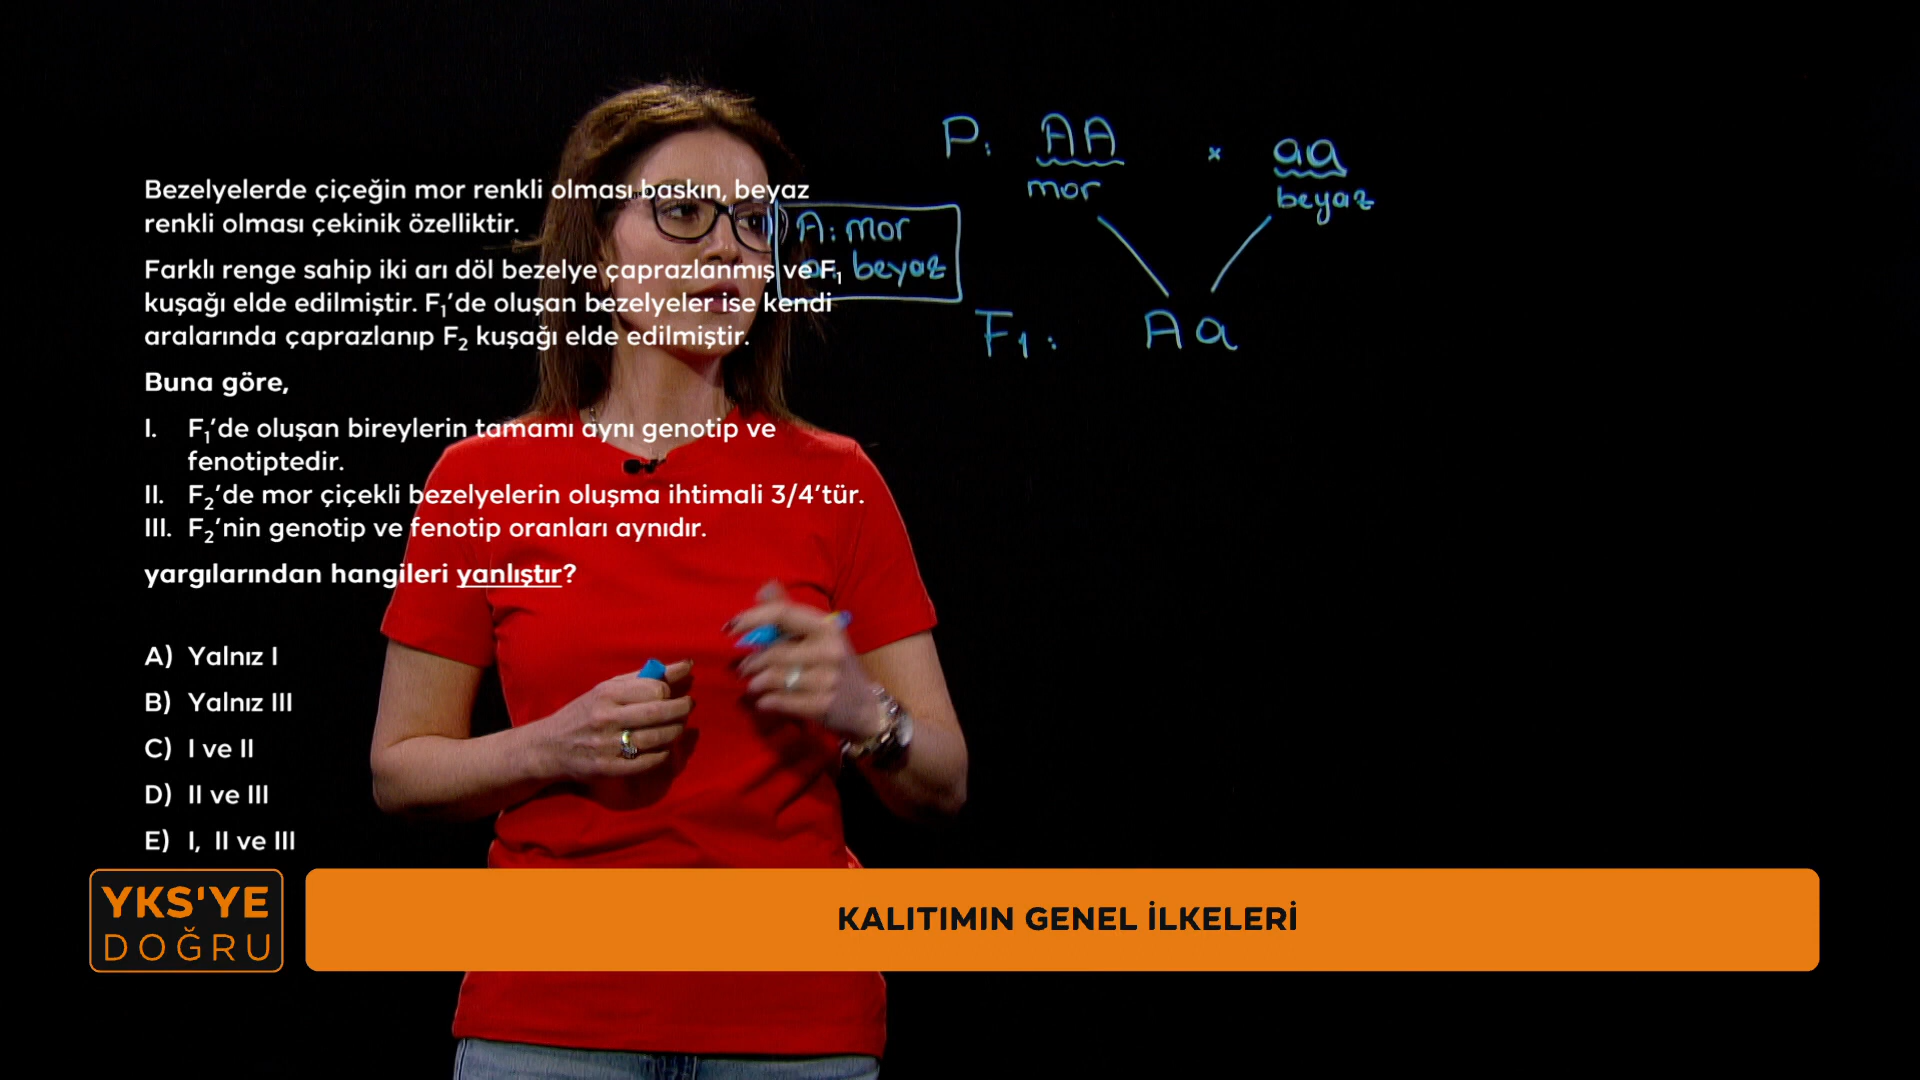 Bezelyelerde çiçeğin mor renkli olması baskın, beyaz
renkli olması çekinik özelliktir.
Farklı renge sahip iki arı döl bezelye çaprazlanmış ve F₁
kuşağı elde edilmiştir. F₁'de oluşan bezelyeler ise kendi
aralarında çaprazlanıp F₂ kuşağı elde edilmiştir.
Buna göre,
I. F₁'de oluşan bireylerin tamamı aynı genotip ve
fenotiptedir.
II. F₂'de mor çiçekli bezelyelerin oluşma ihtimali 3/4'tür.
III. F₂'nin genotip ve fenotip oranları aynıdır.
yargılarından hangileri yanlıştır?
A) Yalnız I
B) Yalnız III
C) I ve II
D) II ve III
E) I, II ve III
P: AA x aa
mor beyaz
A: mor
a: beyaz
F₁: Aa
YKS'YE
DOĞRU
KALITIMIN GENEL İLKELERİ